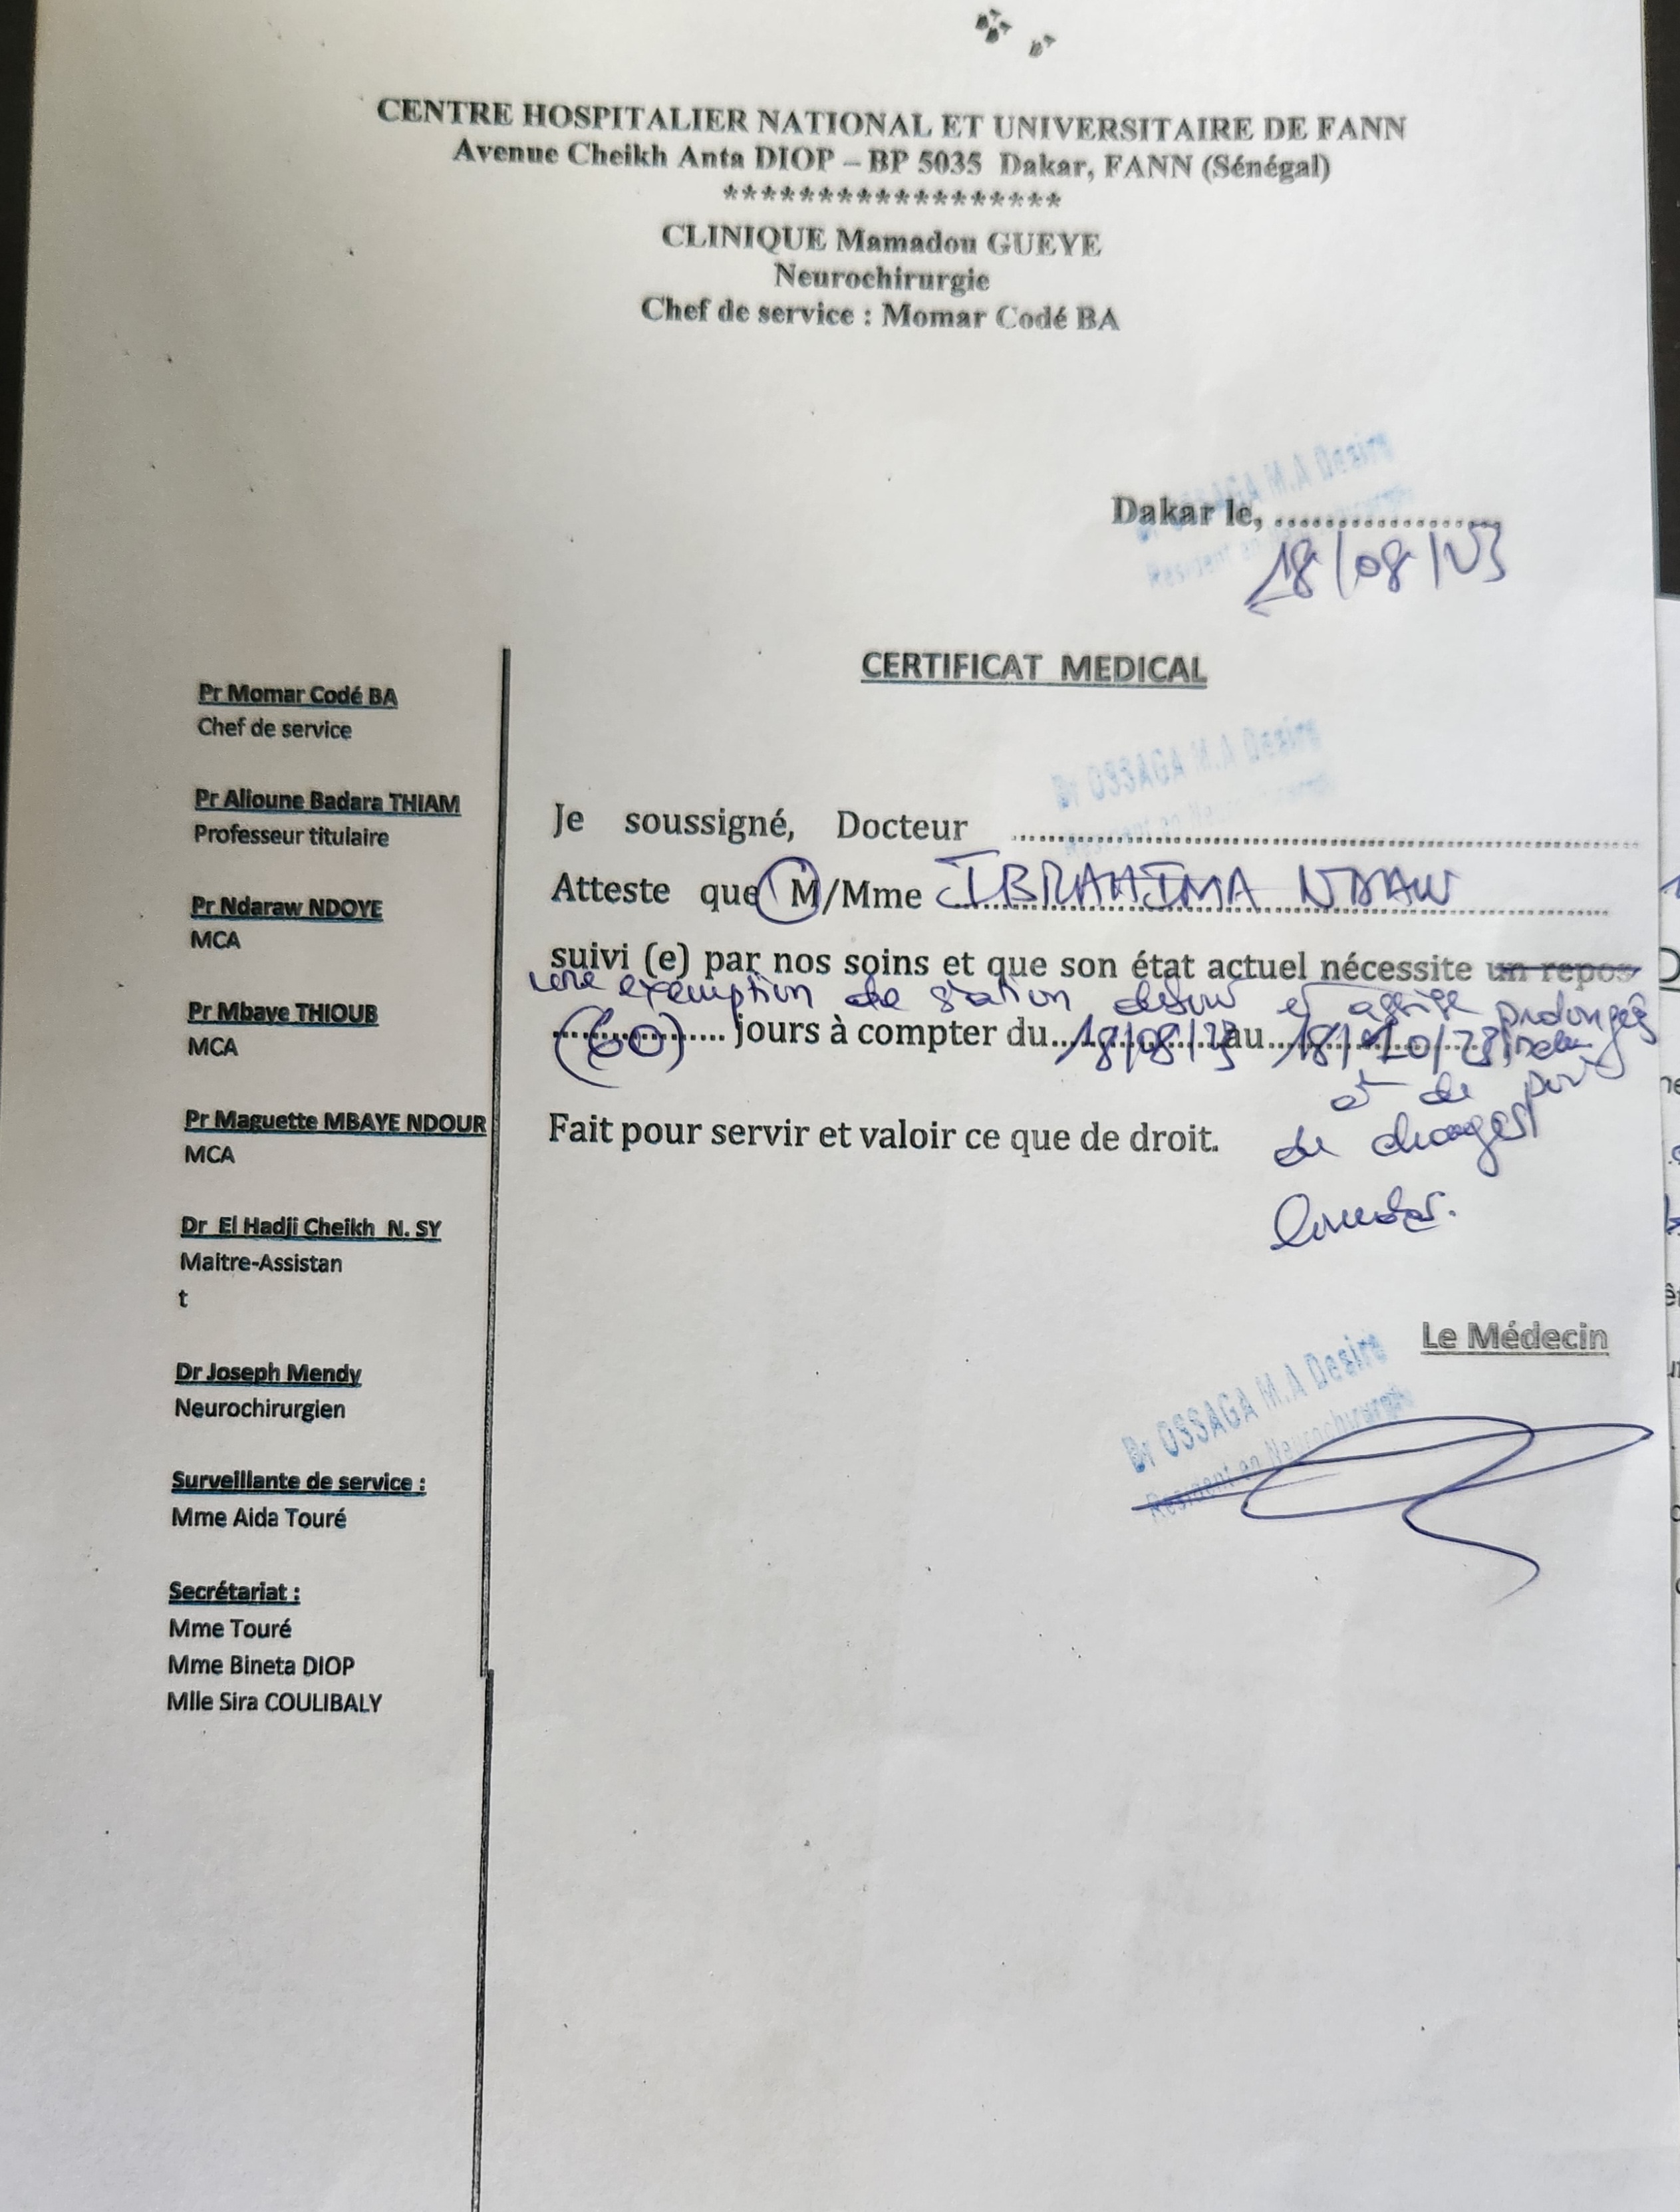 CENTRE HOSPITALIER NATIONAL ET UNIVERSITAIRE DE FANN
Avenue Cheikh Anta DIOP – BP 5035 Dakar, FANN (Sénégal)
******************
CLINIQUE Mamadou GUEYE
Neurochirurgie
Chef de service : Momar Codé BA
Dakar le, ..................
18/08/23
CERTIFICAT MEDICAL
Pr Momar Codé BA
Chef de service
Pr Alioune Badara THIAM
Professeur titulaire
Pr Ndaraw NDOYE
MCA
Pr Mbaye THIOUB
MCA
Pr Maguette MBAYE NDOUR
MCA
Dr El Hadji Cheikh N. SY
Maitre-Assistan
t
Dr Joseph Mendy
Neurochirurgien
Surveillante de service :
Mme Aida Touré
Secrétariat :
Mme Touré
Mme Bineta DIOP
Mlle Sira COULIBALY
Je soussigné, Docteur
Atteste que M/Mme IBRAHIMA NDAW
suivi (e) par nos soins et que son état actuel nécessite un repos
une exemption de station debout et assise prolongés
(60) jours à compter du 18/08/23 au 18/10/23
et de port
Fait pour servir et valoir ce que de droit.
de charges
Le Médecin
Dr OSSAGA M.A Desire
Resident en Neurochirurgie